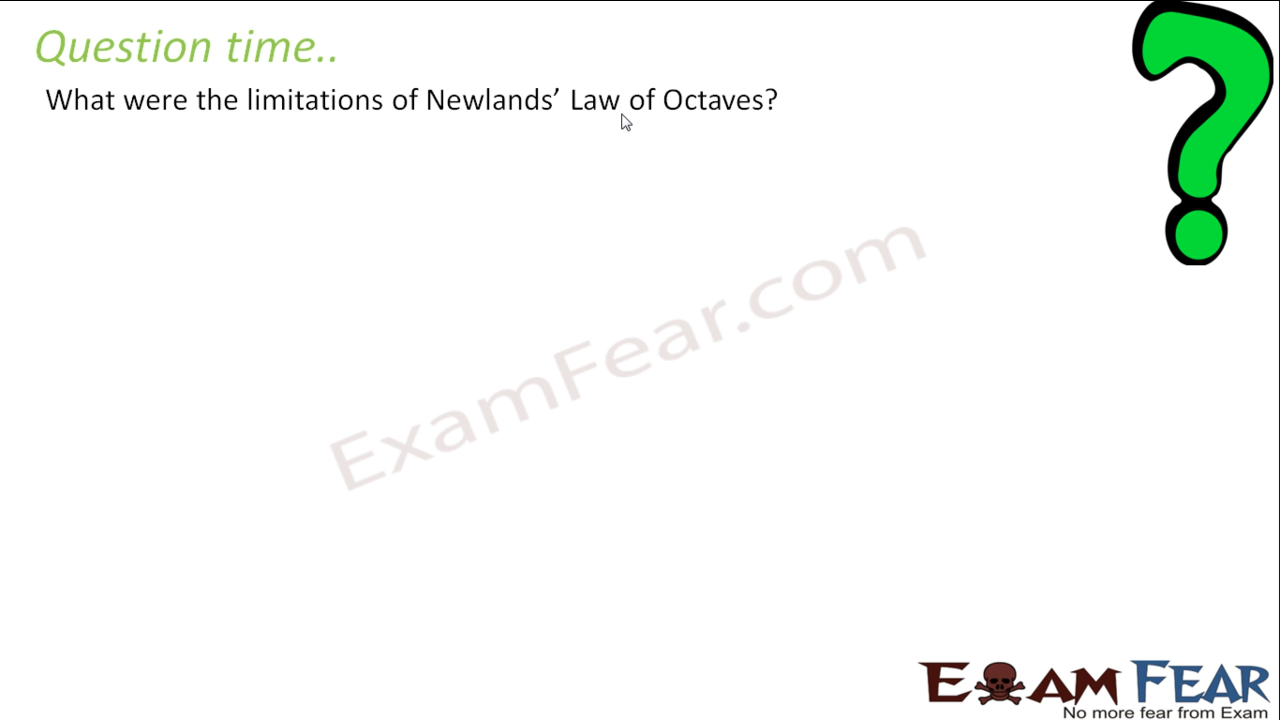 Question time..
What were the limitations of Newlands’ Law of Octaves?
ExamFear.com
EXAM FEAR
No more fear from Exam